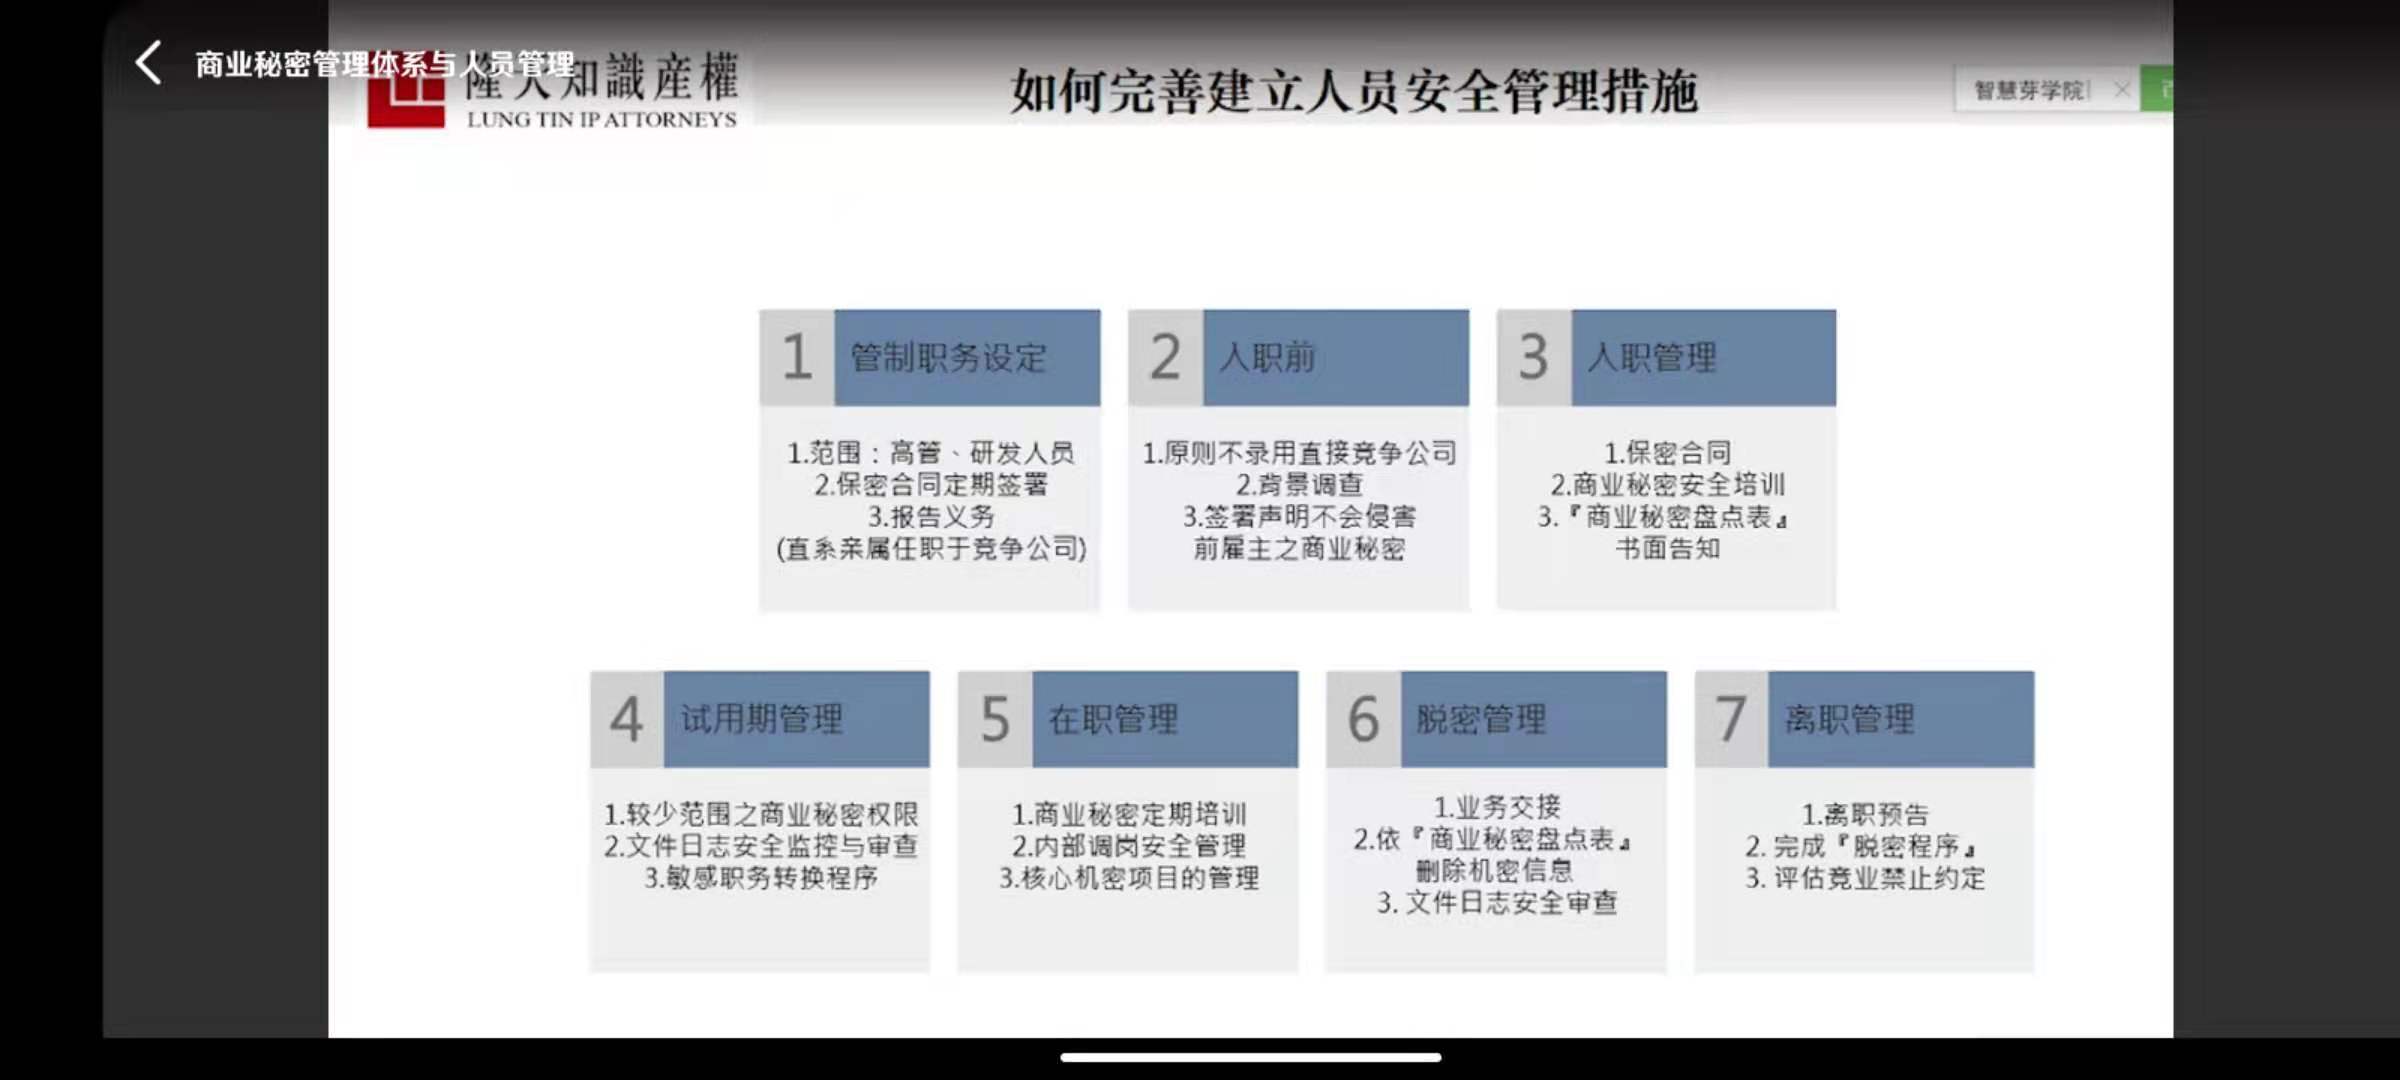 商业秘密管理体系与人员管理
隆天知識産權
LUNG TIN IP ATTORNEYS
如何完善建立人员安全管理措施
智慧芽学院
1 管制职务设定
1.范围：高管、研发人员
2.保密合同定期签署
3.报告义务
(直系亲属任职于竞争公司)
2 入职前
1.原则不录用直接竞争公司
2.背景调查
3.签署声明不会侵害
前雇主之商业秘密
3 入职管理
1.保密合同
2.商业秘密安全培训
3.『商业秘密盘点表』
书面告知
4 试用期管理
1.较少范围之商业秘密权限
2.文件日志安全监控与审查
3.敏感职务转换程序
5 在职管理
1.商业秘密定期培训
2.内部调岗安全管理
3.核心机密项目的管理
6 脱密管理
1.业务交接
2.依『商业秘密盘点表』
删除机密信息
3. 文件日志安全审查
7 离职管理
1.离职预告
2. 完成『脱密程序』
3. 评估竞业禁止约定